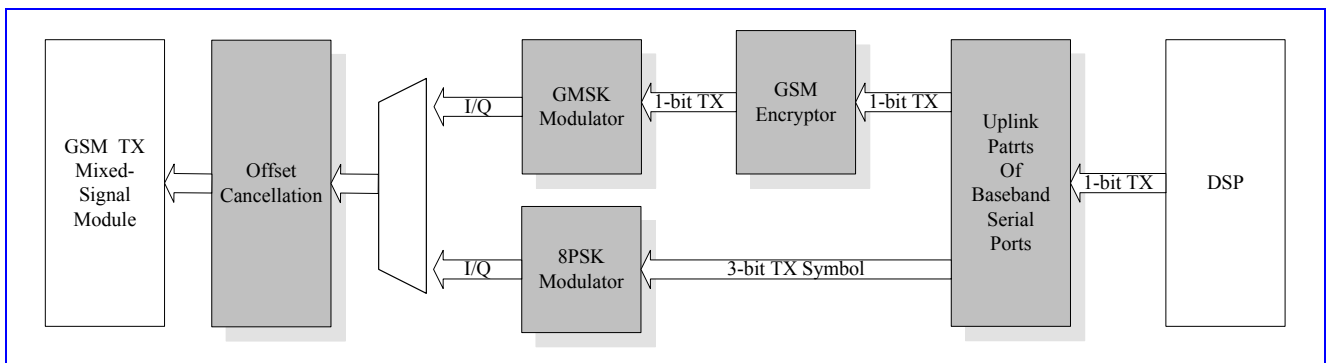 GSM TX
Mixed-
Signal
Module
Offset
Cancellation
I/Q
GMSK
Modulator
1-bit TX
GSM
Encryptor
1-bit TX
I/Q
8PSK
Modulator
3-bit TX Symbol
Uplink
Patrts
Of
Baseband
Serial
Ports
1-bit TX
DSP